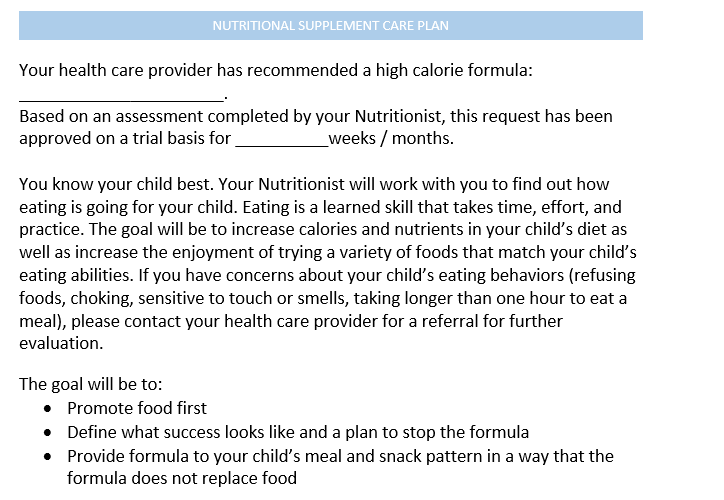 NUTRITIONAL SUPPLEMENT CARE PLAN
Your health care provider has recommended a high calorie formula:
________________________.
Based on an assessment completed by your Nutritionist, this request has been
approved on a trial basis for ___________weeks / months.
You know your child best. Your Nutritionist will work with you to find out how
eating is going for your child. Eating is a learned skill that takes time, effort, and
practice. The goal will be to increase calories and nutrients in your child’s diet as
well as increase the enjoyment of trying a variety of foods that match your child’s
eating abilities. If you have concerns about your child’s eating behaviors (refusing
foods, choking, sensitive to touch or smells, taking longer than one hour to eat a
meal), please contact your health care provider for a referral for further
evaluation.
The goal will be to:
• Promote food first
• Define what success looks like and a plan to stop the formula
• Provide formula to your child’s meal and snack pattern in a way that the
formula does not replace food